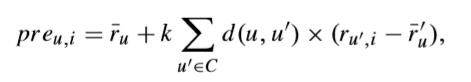 pre_{u,i} = \bar{r}_u + k \sum_{u' \in C} d(u, u') \times (r_{u',i} - \bar{r}'_u),